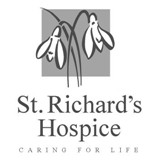 St. Richard's
Hospice
CARING FOR LIFE